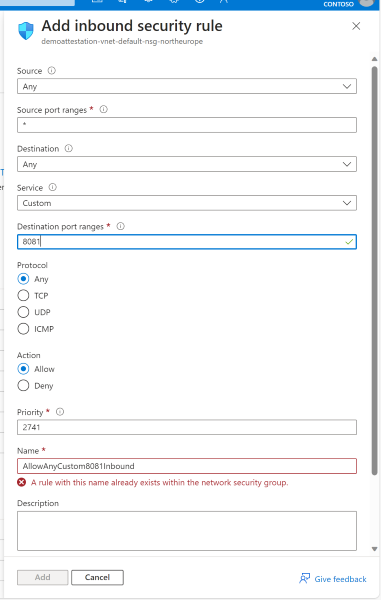 CONTOSO
Add inbound security rule
demoattestation-vnet-default-nsg-northeurope
Source
Any
Source port ranges *
*
Destination
Any
Service
Custom
Destination port ranges *
8081
Protocol
Any
TCP
UDP
ICMP
Action
Allow
Deny
Priority *
2741
Name *
AllowAnyCustom8081Inbound
A rule with this name already exists within the network security group.
Description
Add
Cancel
Give feedback